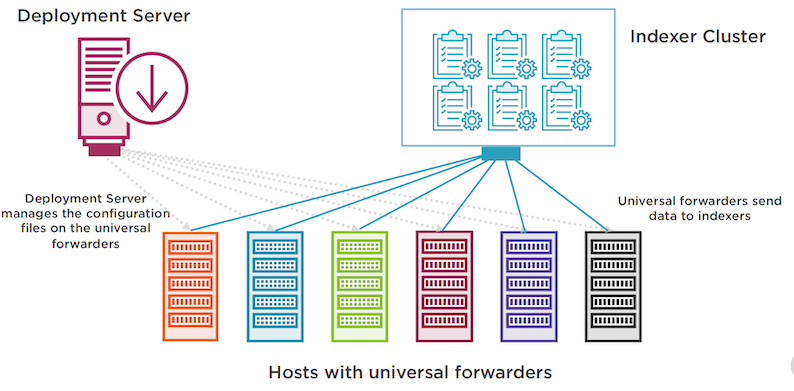 Deployment Server
Indexer Cluster
Deployment Server
manages the configuration
files on the universal
forwarders
Universal forwarders send
data to indexers
Hosts with universal forwarders